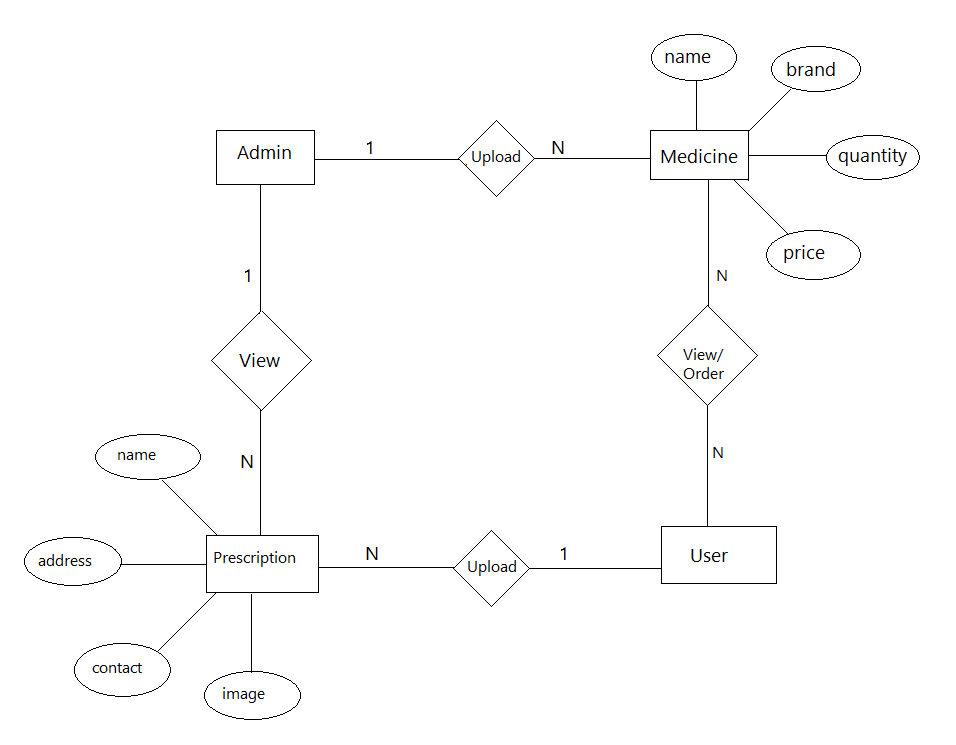 name
brand
Admin
1
Upload
N
Medicine
quantity
price
1
N
View
View/
Order
name
N
N
address
Prescription
N
Upload
1
User
contact
image